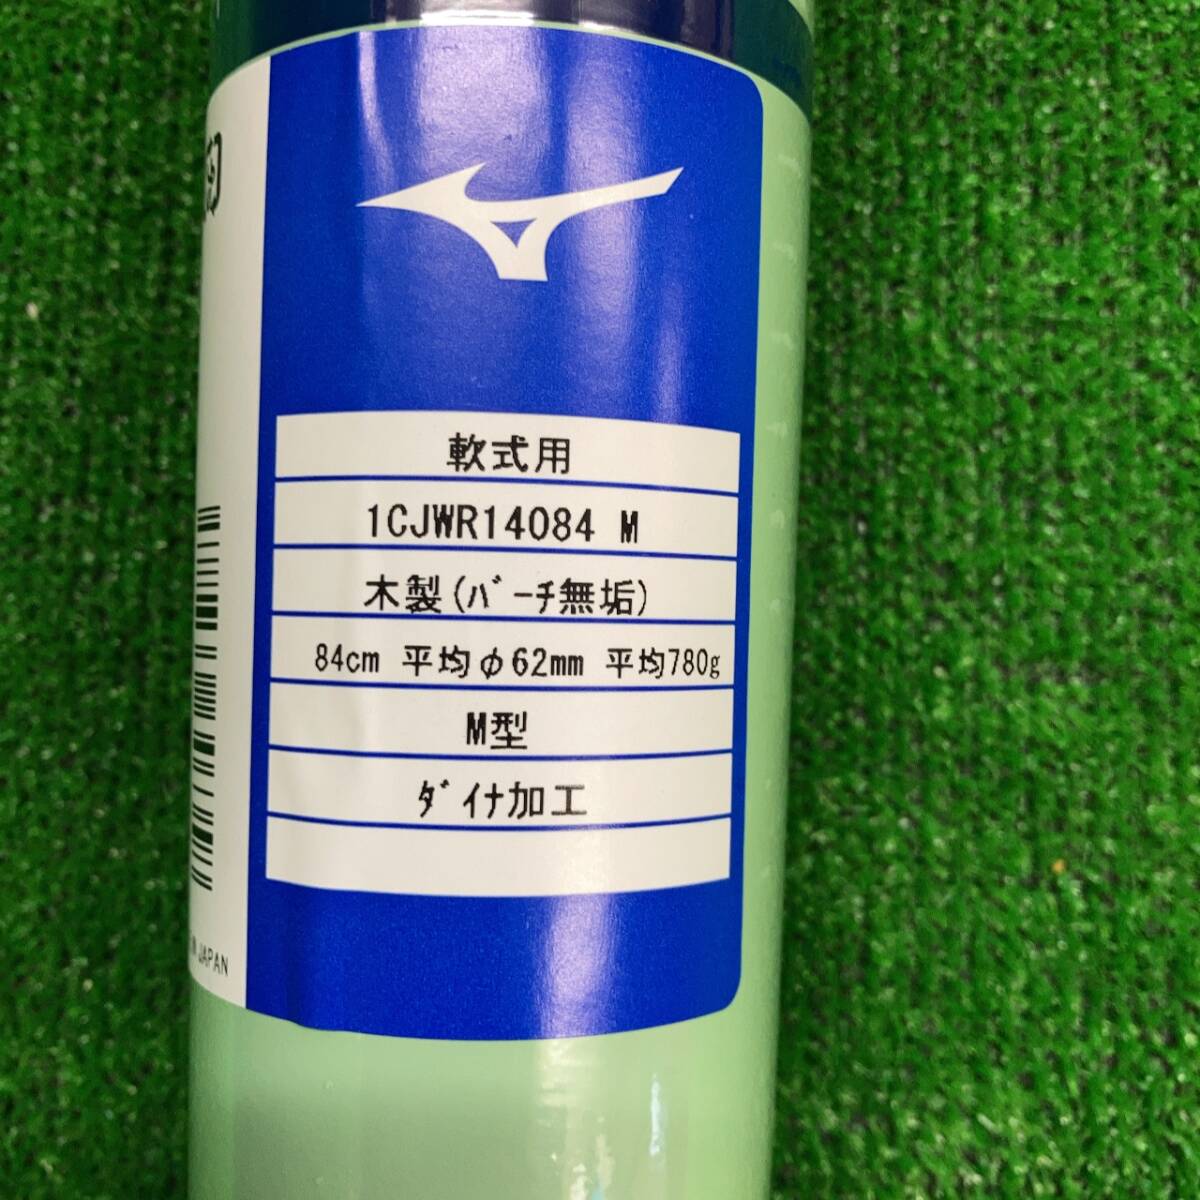 軟式用
1CJWR14084 M
木製(ﾊﾞｰﾁ無垢)
84cm 平均φ62mm 平均780g
M型
ﾀﾞｲﾅ加工
JAPAN